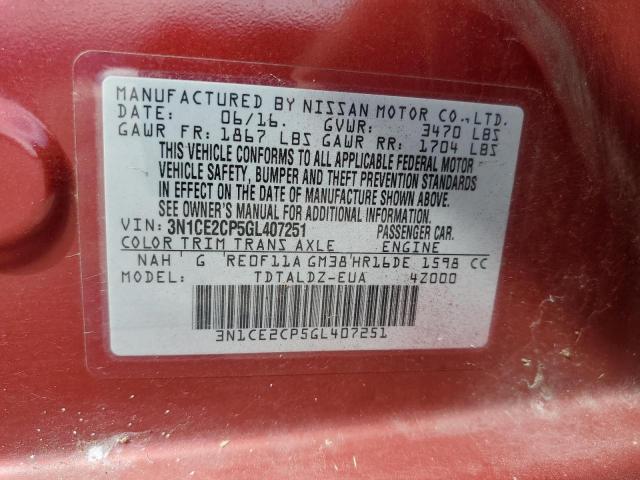 MANUFACTURED BY NISSAN MOTOR CO., LTD.
DATE: 06/16. GVWR: 3470 LBS
GAWR FR: 1867 LBS GAWR RR: 1704 LBS
THIS VEHICLE CONFORMS TO ALL APPLICABLE FEDERAL MOTOR
VEHICLE SAFETY, BUMPER AND THEFT PREVENTION STANDARDS
IN EFFECT ON THE DATE OF MANUFACTURE SHOWN ABOVE.
SEE OWNER'S MANUAL FOR ADDITIONAL INFORMATION.
VIN: 3N1CE2CP5GL407251 PASSENGER CAR.
COLOR TRIM TRANS AXLE ENGINE
NAH ' G 'RE0F11A GM38'HR16DE 1598 CC
MODEL: TDTALDZ-EUA 42000
3N1CE2CP5GL407251